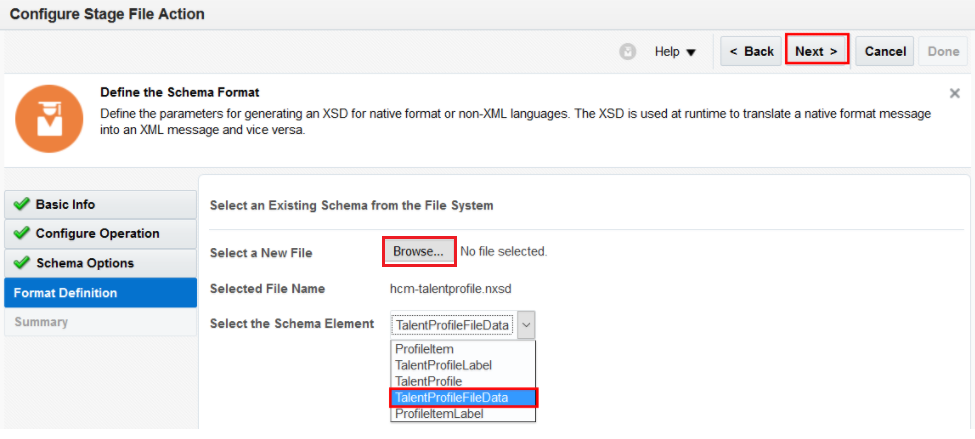 Configure Stage File Action
Help
< Back
Next >
Cancel
Done
Define the Schema Format
Define the parameters for generating an XSD for native format or non-XML languages. The XSD is used at runtime to translate a native format message
into an XML message and vice versa.
Basic Info
Configure Operation
Schema Options
Format Definition
Summary
Select an Existing Schema from the File System
Select a New File
Browse... No file selected.
Selected File Name
hcm-talentprofile.nxsd
Select the Schema Element
TalentProfileFileData
ProfileItem
TalentProfileLabel
TalentProfile
TalentProfileFileData
ProfileItemLabel